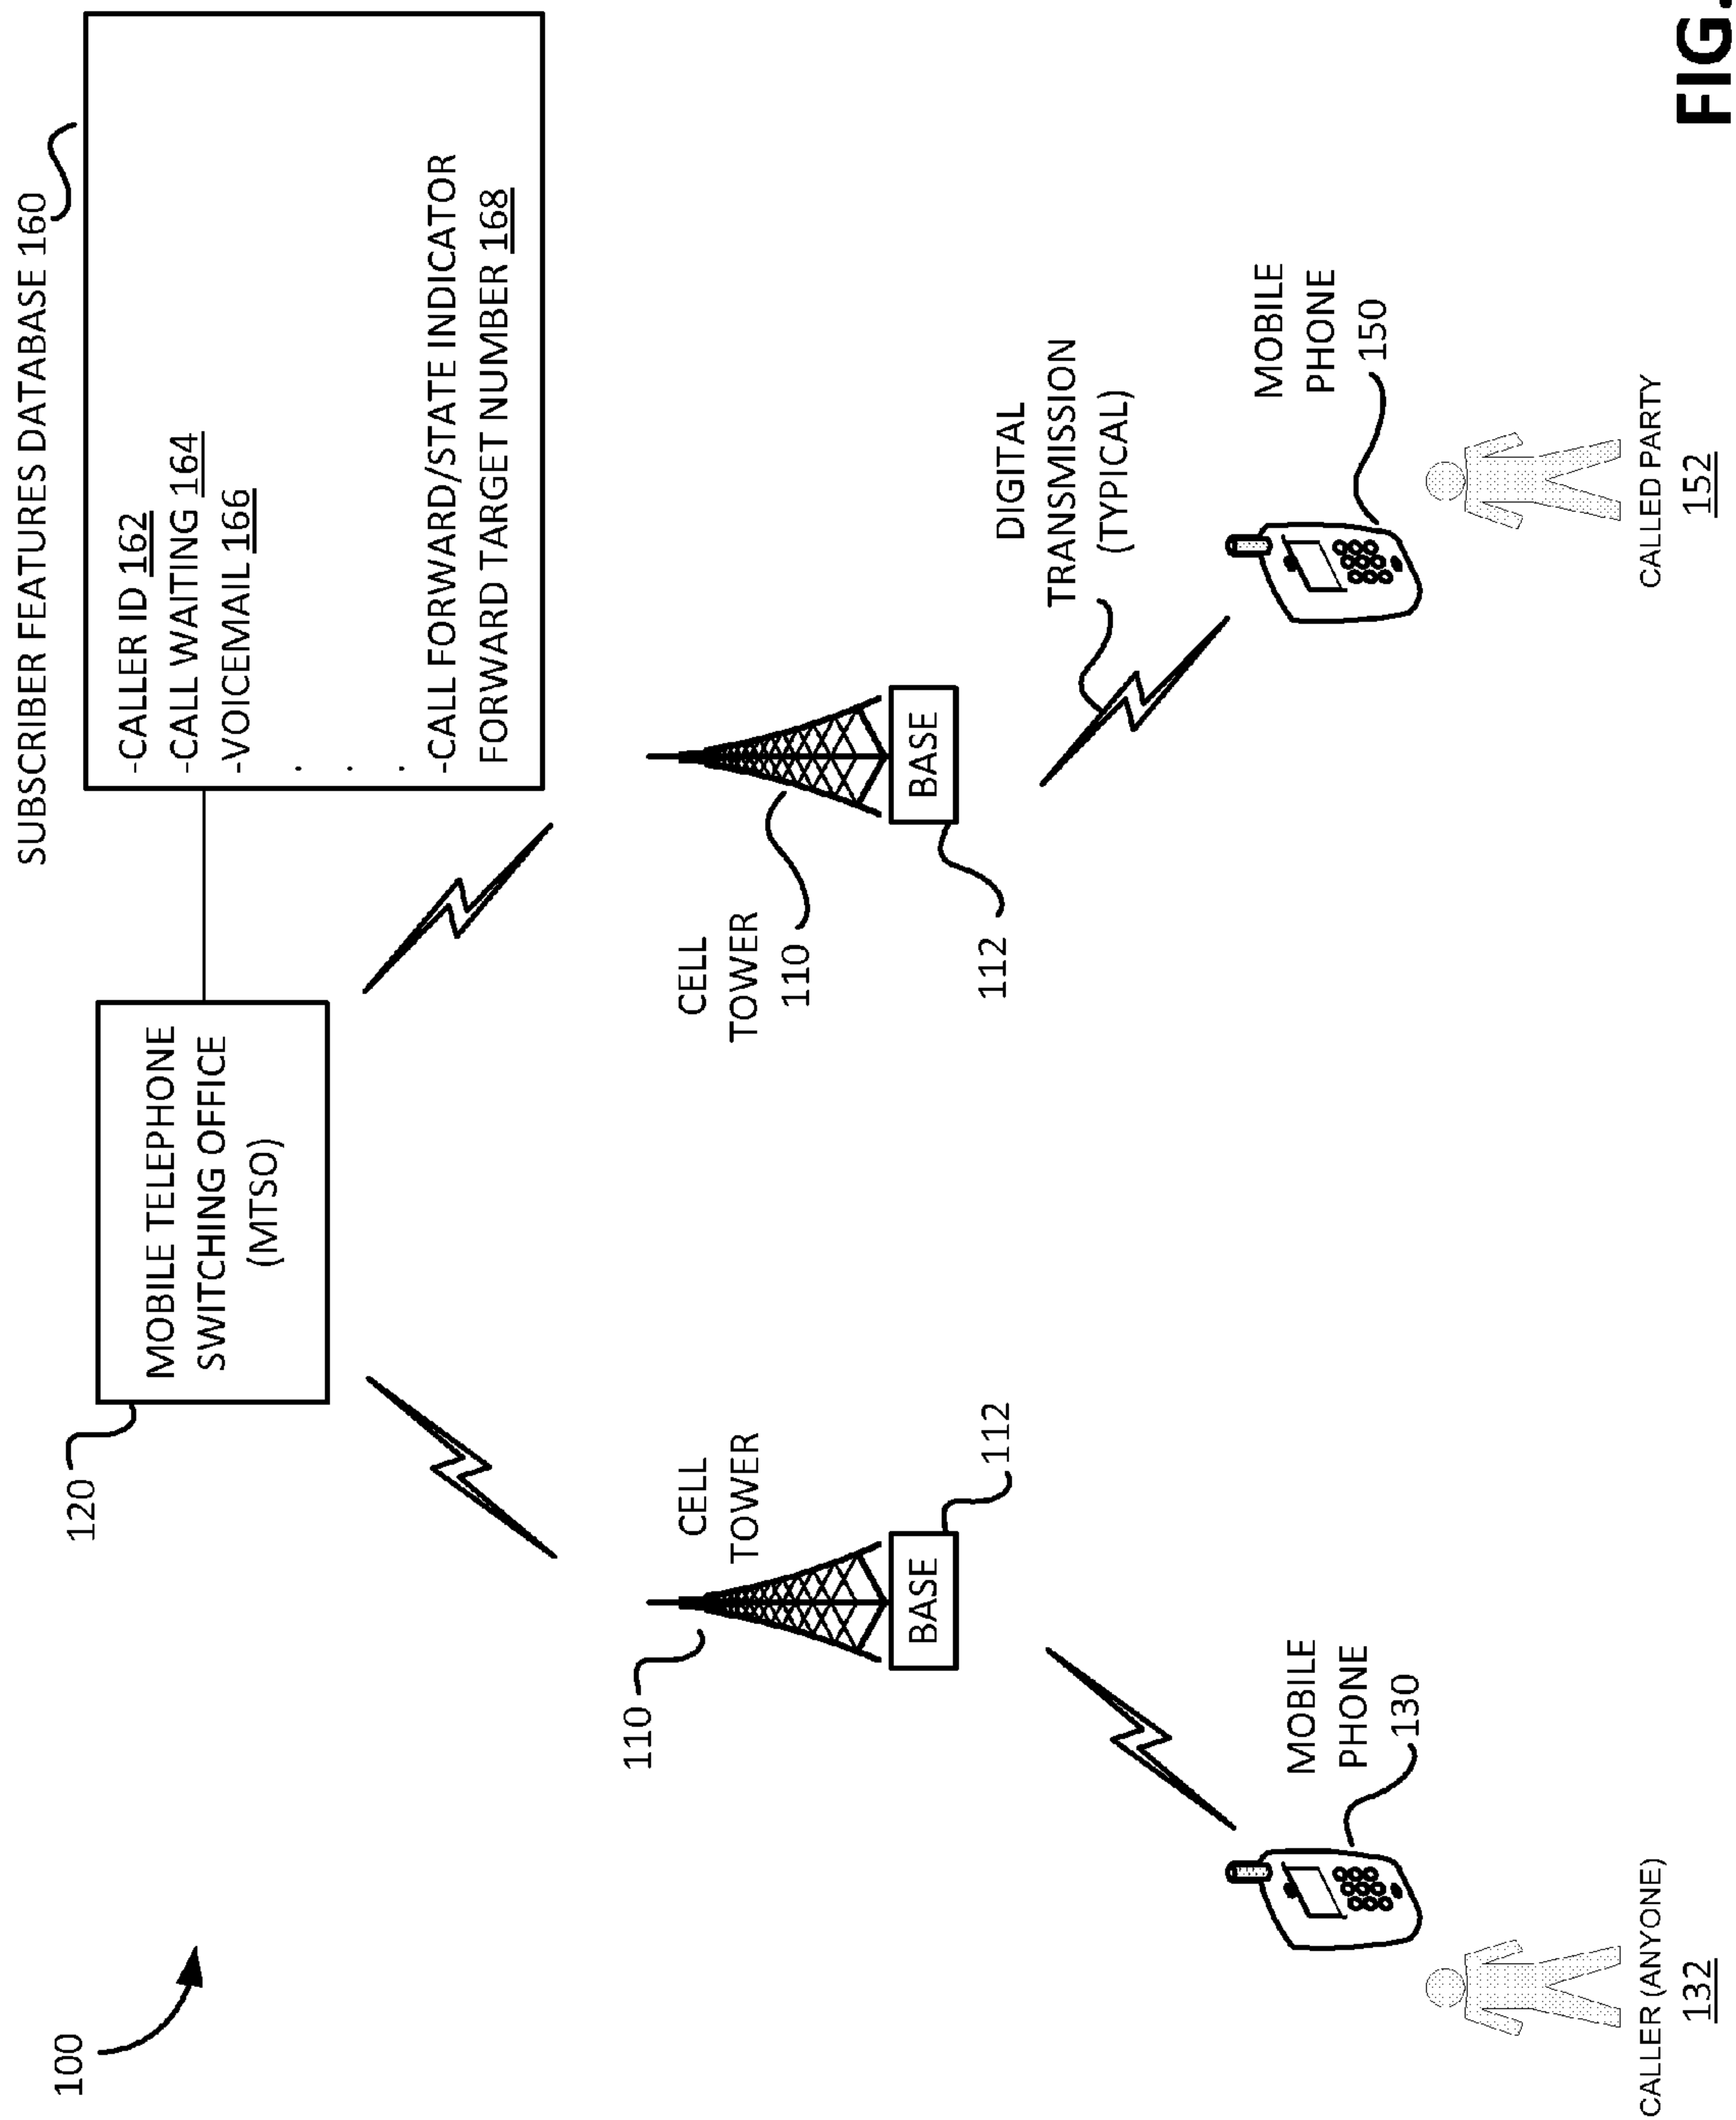 100
120
MOBILE TELEPHONE
SWITCHING OFFICE
(MTSO)
SUBSCRIBER FEATURES DATABASE 160
-CALLER ID 162
-CALL WAITING 164
-VOICEMAIL 166
.
.
.
-CALL FORWARD/STATE INDICATOR
FORWARD TARGET NUMBER 168
110
CELL
TOWER
BASE
112
CELL
TOWER
110
BASE
112
DIGITAL
TRANSMISSION
(TYPICAL)
MOBILE
PHONE
130
MOBILE
PHONE
150
CALLER (ANYONE)
132
CALLED PARTY
152
FIG.